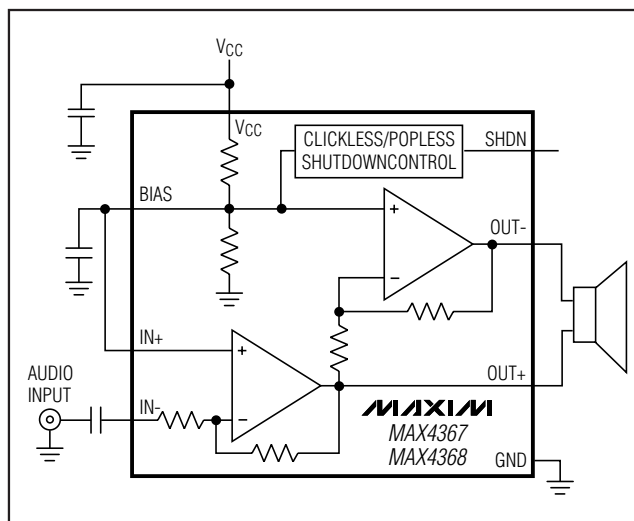 VCC
VCC
CLICKLESS/POPLESS
SHUTDOWNCONTROL
SHDN
BIAS
+
OUT-
−
IN+
+
AUDIO
INPUT
IN-
−
OUT+
MAXIM
MAX4367
MAX4368
GND